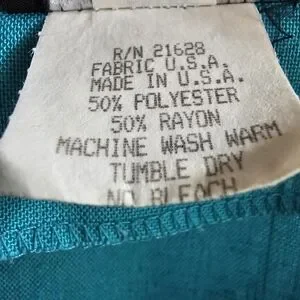 R/N 21628
FABRIC U.S.A.
MADE IN U.S.A.
50% POLYESTER
50% RAYON
MACHINE WASH WARM
TUMBLE DRY
NO BLEACH